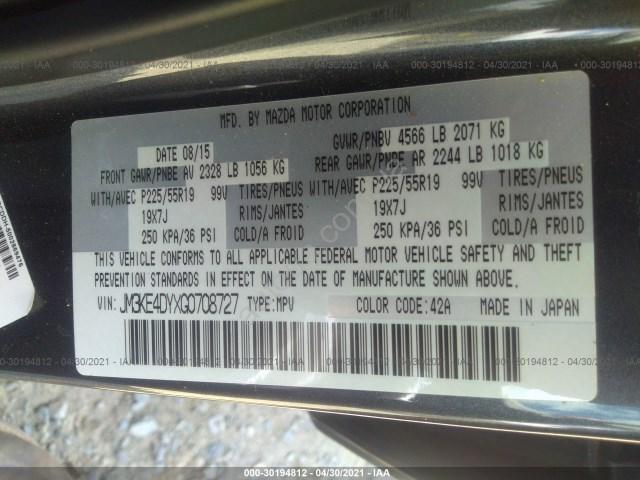 000-30194812 - 04/30/2021 - IAA
MFD. BY MAZDA MOTOR CORPORATION
DATE 08/15
GVWR/PNBV 4566 LB 2071 KG
FRONT GAWR/PNBE AV 2328 LB 1056 KG
REAR GAWR/PNBE AR 2244 LB 1018 KG
WITH/AVEC P225/55R19 99V TIRES/PNEUS WITH/AVEC P225/55R19 99V TIRES/PNEUS
19X7J RIMS/JANTES 19X7J RIMS/JANTES
250 KPA/36 PSI COLD/A FROID 250 KPA/36 PSI COLD/A FROID
THIS VEHICLE CONFORMS TO ALL APPLICABLE FEDERAL MOTOR VEHICLE SAFETY AND THEFT
PREVENTION STANDARDS IN EFFECT ON THE DATE OF MANUFACTURE SHOWN ABOVE.
VIN: JM3KE4DYXG0708727 TYPE:MPV COLOR CODE:42A MADE IN JAPAN
000-30194812 - 04/30/2021 - IAA